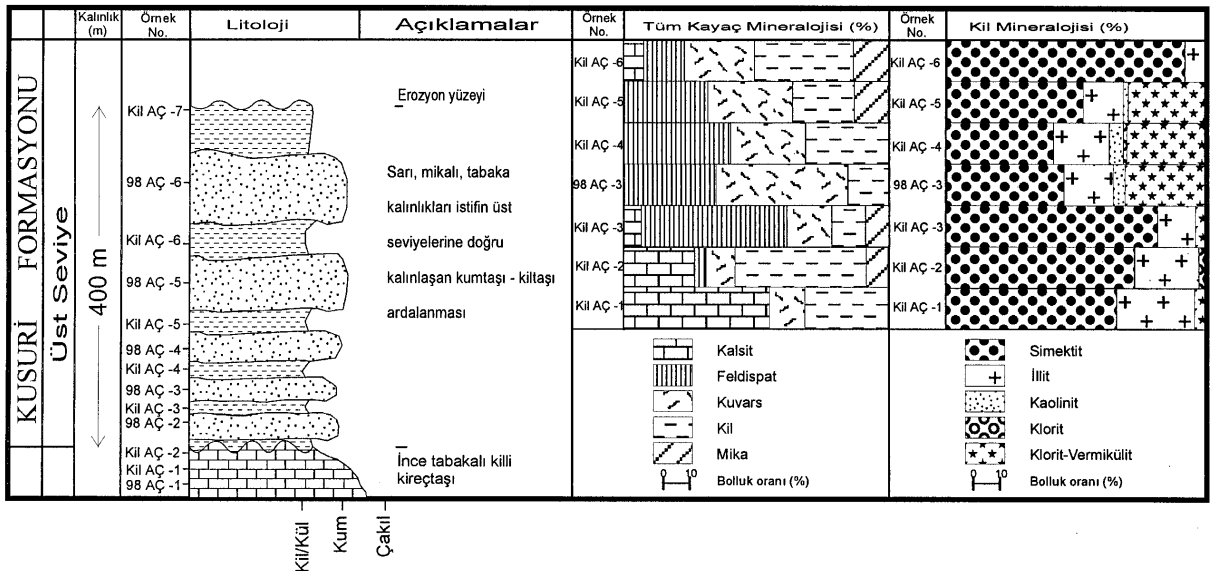 Kalınlık
(m)
Örnek
No.
Litoloji
Açıklamalar
Örnek
No.
Tüm Kayaç Mineralojisi (%)
Örnek
No.
Kil Mineralojisi (%)
KUSURİ FORMASYONU
Üst Seviye
400 m
Kil AÇ -7
98 AÇ -6
Kil AÇ -6
98 AÇ -5
Kil AÇ -5
98 AÇ -4
Kil AÇ -4
98 AÇ -3
Kil AÇ -3
98 AÇ -2
Kil AÇ -2
Kil AÇ -1
98 AÇ -1
Erozyon yüzeyi
Sarı, mikalı, tabaka
kalınlıkları istifin üst
seviyelerine doğru
kalınlaşan kumtaşı - kiltaşı
ardalanması
İnce tabakalı killi
kireçtaşı
Kil/Kül
Kum
Çakıl
Kil AÇ -6
Kil AÇ -5
Kil AÇ -4
98 AÇ -3
Kil AÇ -3
Kil AÇ -2
Kil AÇ -1
Kalsit
Feldispat
Kuvars
Kil
Mika
0 10
Bolluk oranı (%)
Kil AÇ -6
Kil AÇ -5
Kil AÇ -4
98 AÇ -3
Kil AÇ -3
Kil AÇ -2
Kil AÇ -1
Simektit
İllit
Kaolinit
Klorit
Klorit-Vermikülit
0 10
Bolluk oranı (%)